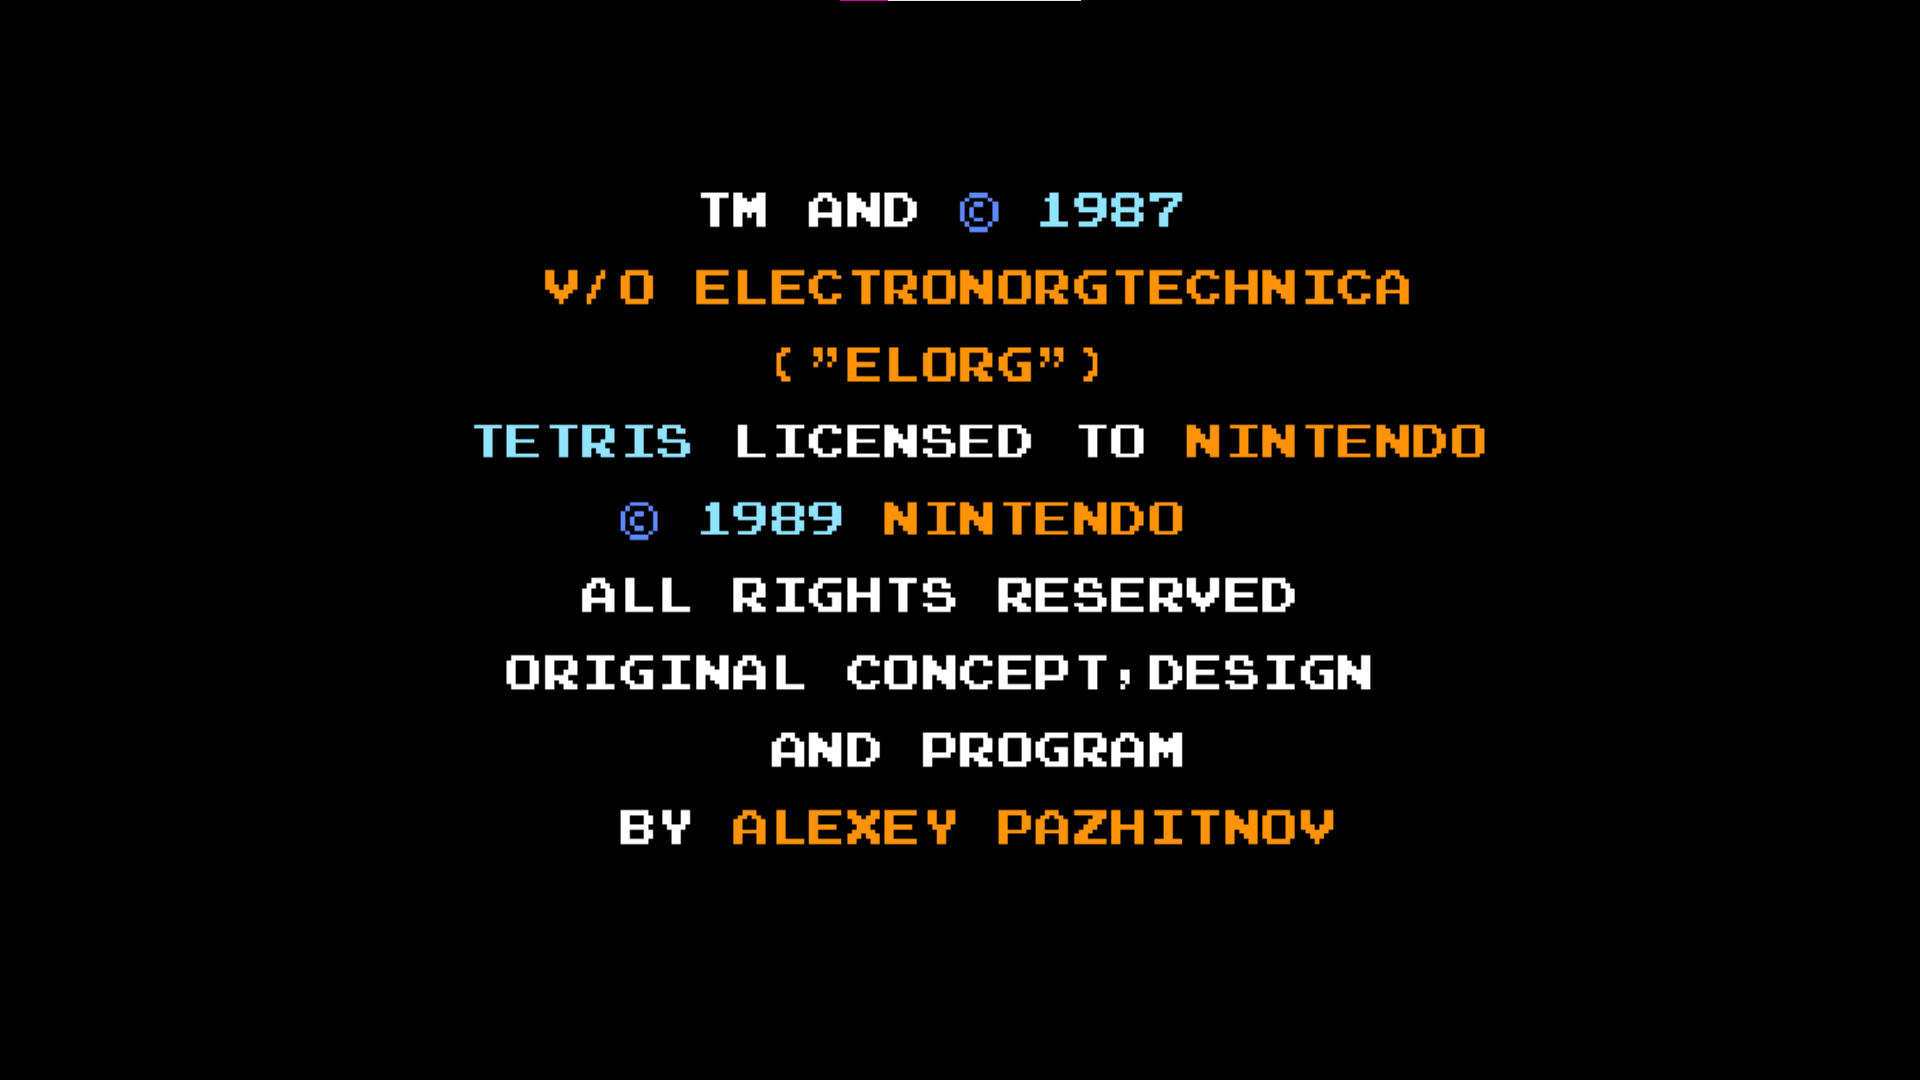 TM AND © 1987
V/O ELECTRONORGTECHNICA
(”ELORG”)
TETRIS LICENSED TO NINTENDO
© 1989 NINTENDO
ALL RIGHTS RESERVED
ORIGINAL CONCEPT,DESIGN
AND PROGRAM
BY ALEXEY PAZHITNOV